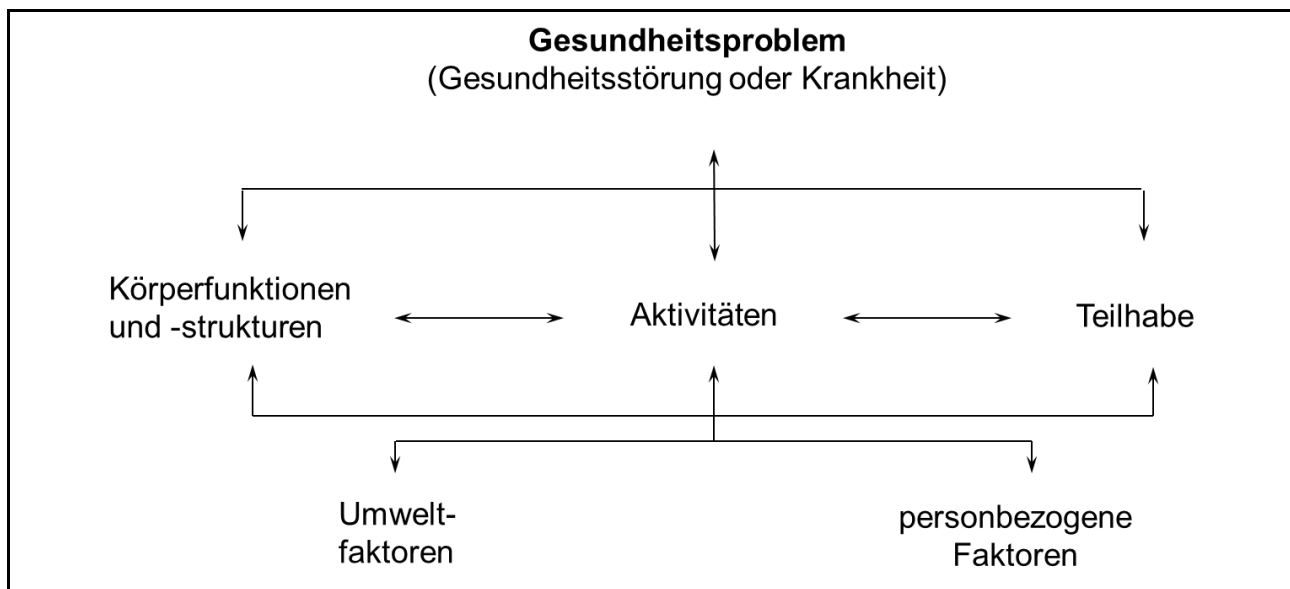 Gesundheitsproblem
(Gesundheitsstörung oder Krankheit)
Körperfunktionen
und -strukturen
Aktivitäten
Teilhabe
Umwelt-
faktoren
personbezogene
Faktoren